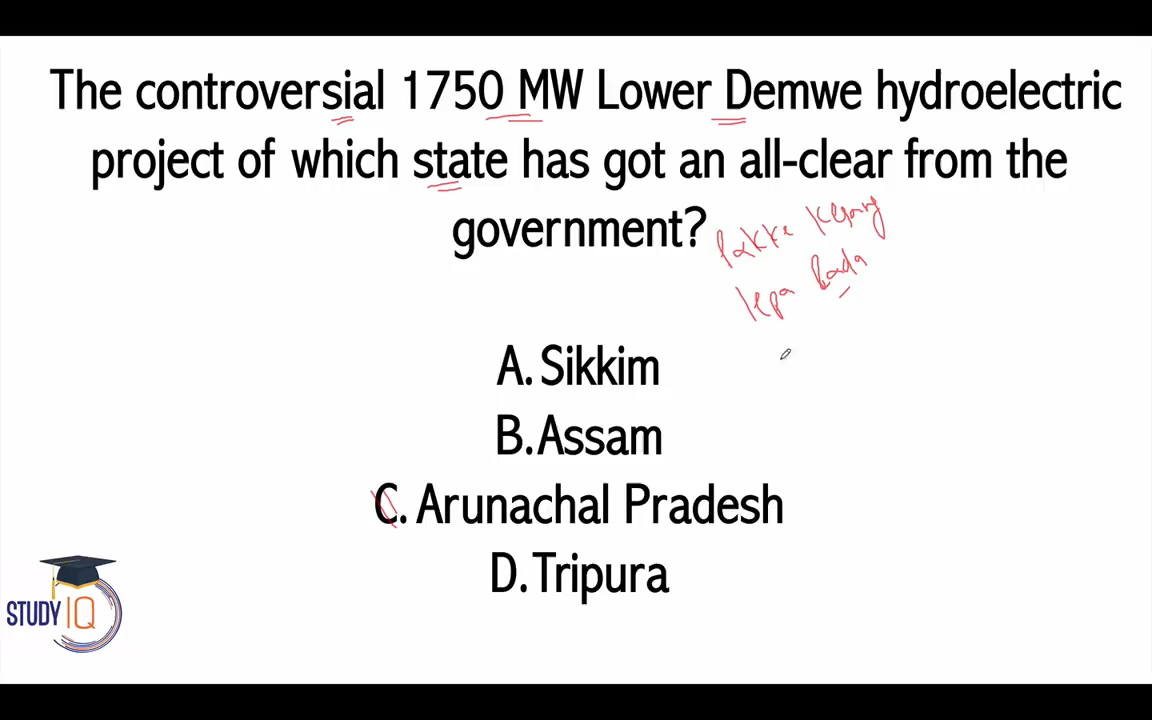 The controversial 1750 MW Lower Demwe hydroelectric
project of which state has got an all-clear from the
government?
Pakke Kesang
lepa Rada
A. Sikkim
B. Assam
C. Arunachal Pradesh
D. Tripura
STUDY IQ